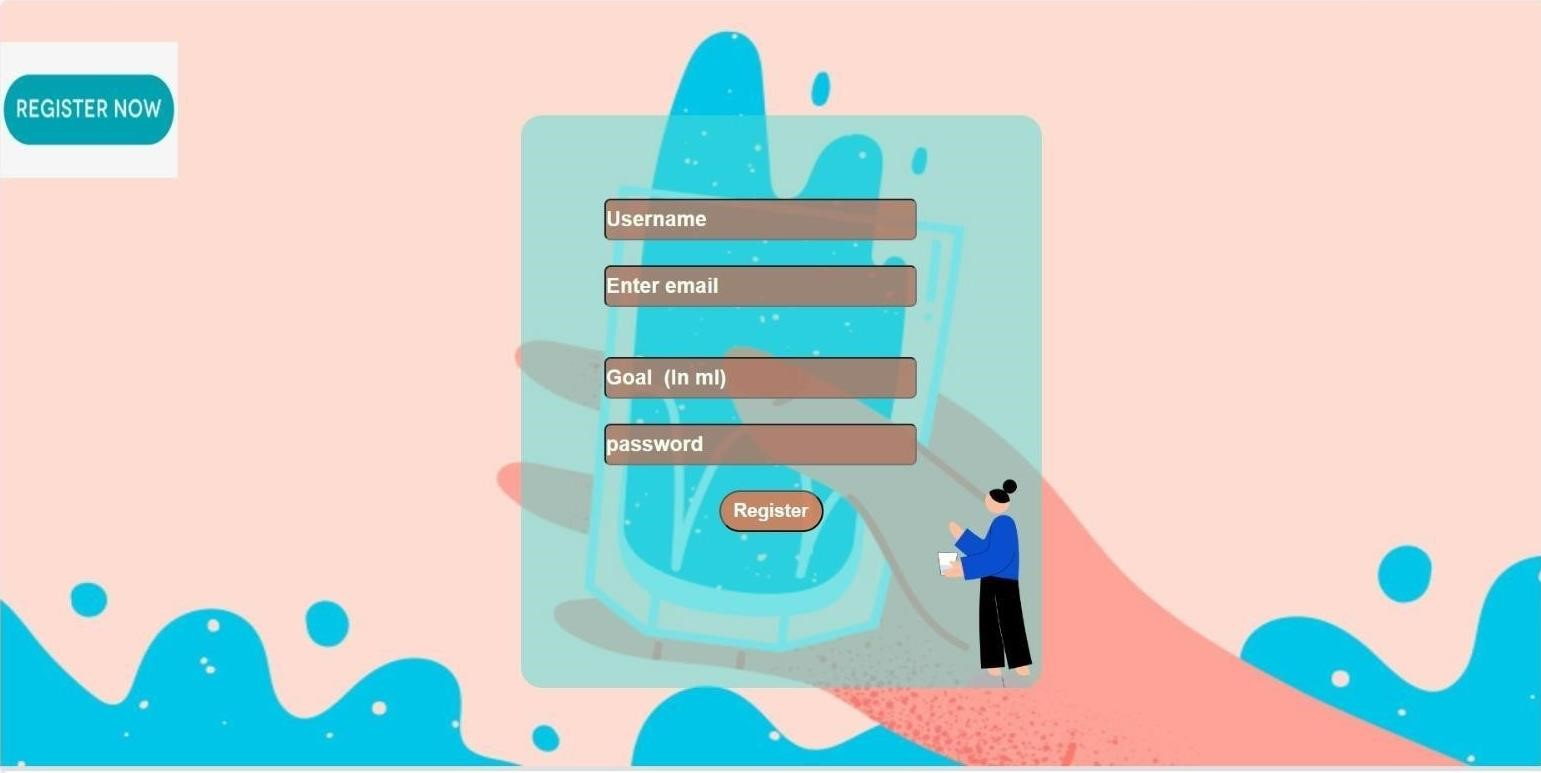 REGISTER NOW
Username
Enter email
Goal  (In ml)
password
Register